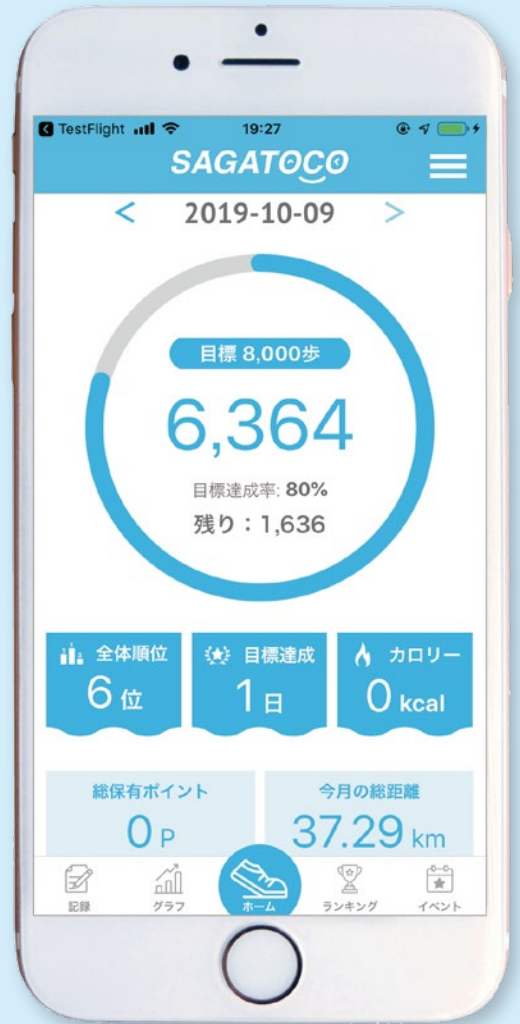 TestFlight 19:27
SAGATOCO
< 2019-10-09 >
目標 8,000歩
6,364
目標達成率: 80%
残り：1,636
全体順位 目標達成 カロリー
6位 1日 0 kcal
総保有ポイント 今月の総距離
0 P 37.29 km
記録 グラフ ホーム ランキング イベント